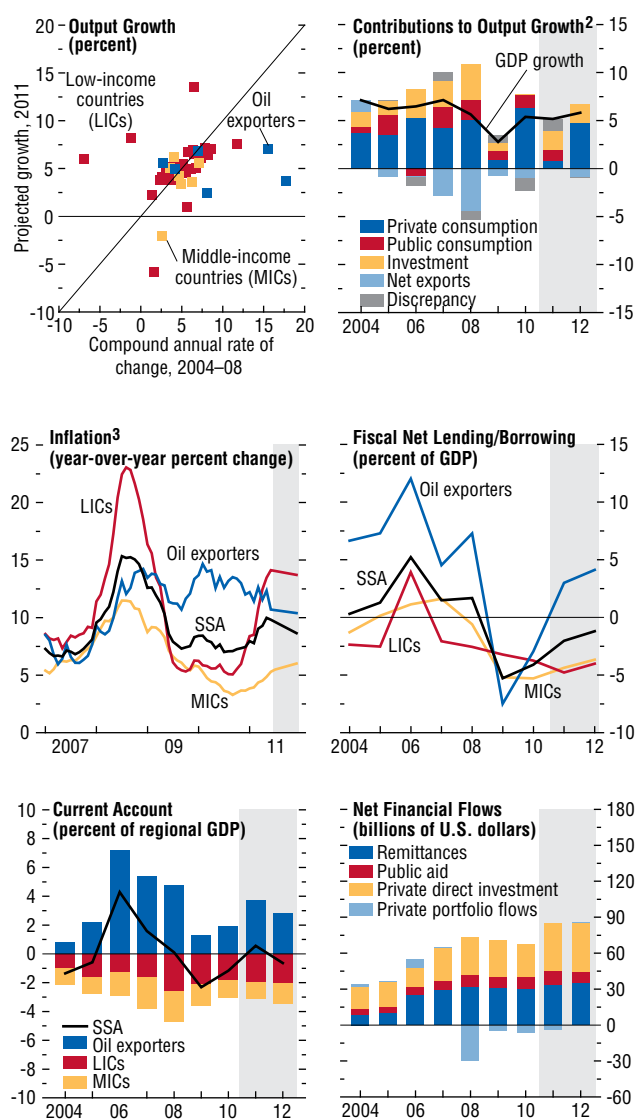 Output Growth
(percent)
20
15
10
5
0
-5
-10
Projected growth, 2011
Low-income
countries
(LICs)
Oil
exporters
Middle-income
countries (MICs)
-10
-5
0
5
10
15
20
Compound annual rate of
change, 2004–08
Contributions to Output Growth2
(percent)
GDP growth
15
10
5
0
-5
-10
-15
Private consumption
Public consumption
Investment
Net exports
Discrepancy
2004
06
08
10
12
Inflation3
(year-over-year percent change)
25
20
15
10
5
0
LICs
Oil exporters
SSA
MICs
2007
09
11
Fiscal Net Lending/Borrowing
(percent of GDP)
Oil exporters
SSA
LICs
MICs
15
10
5
0
-5
-10
2004
06
08
10
12
Current Account
(percent of regional GDP)
10
8
6
4
2
0
-2
-4
-6
-8
-10
SSA
Oil exporters
LICs
MICs
2004
06
08
10
12
Net Financial Flows
(billions of U.S. dollars)
Remittances
Public aid
Private direct investment
Private portfolio flows
180
150
120
90
60
30
0
-30
-60
2004
06
08
10
12